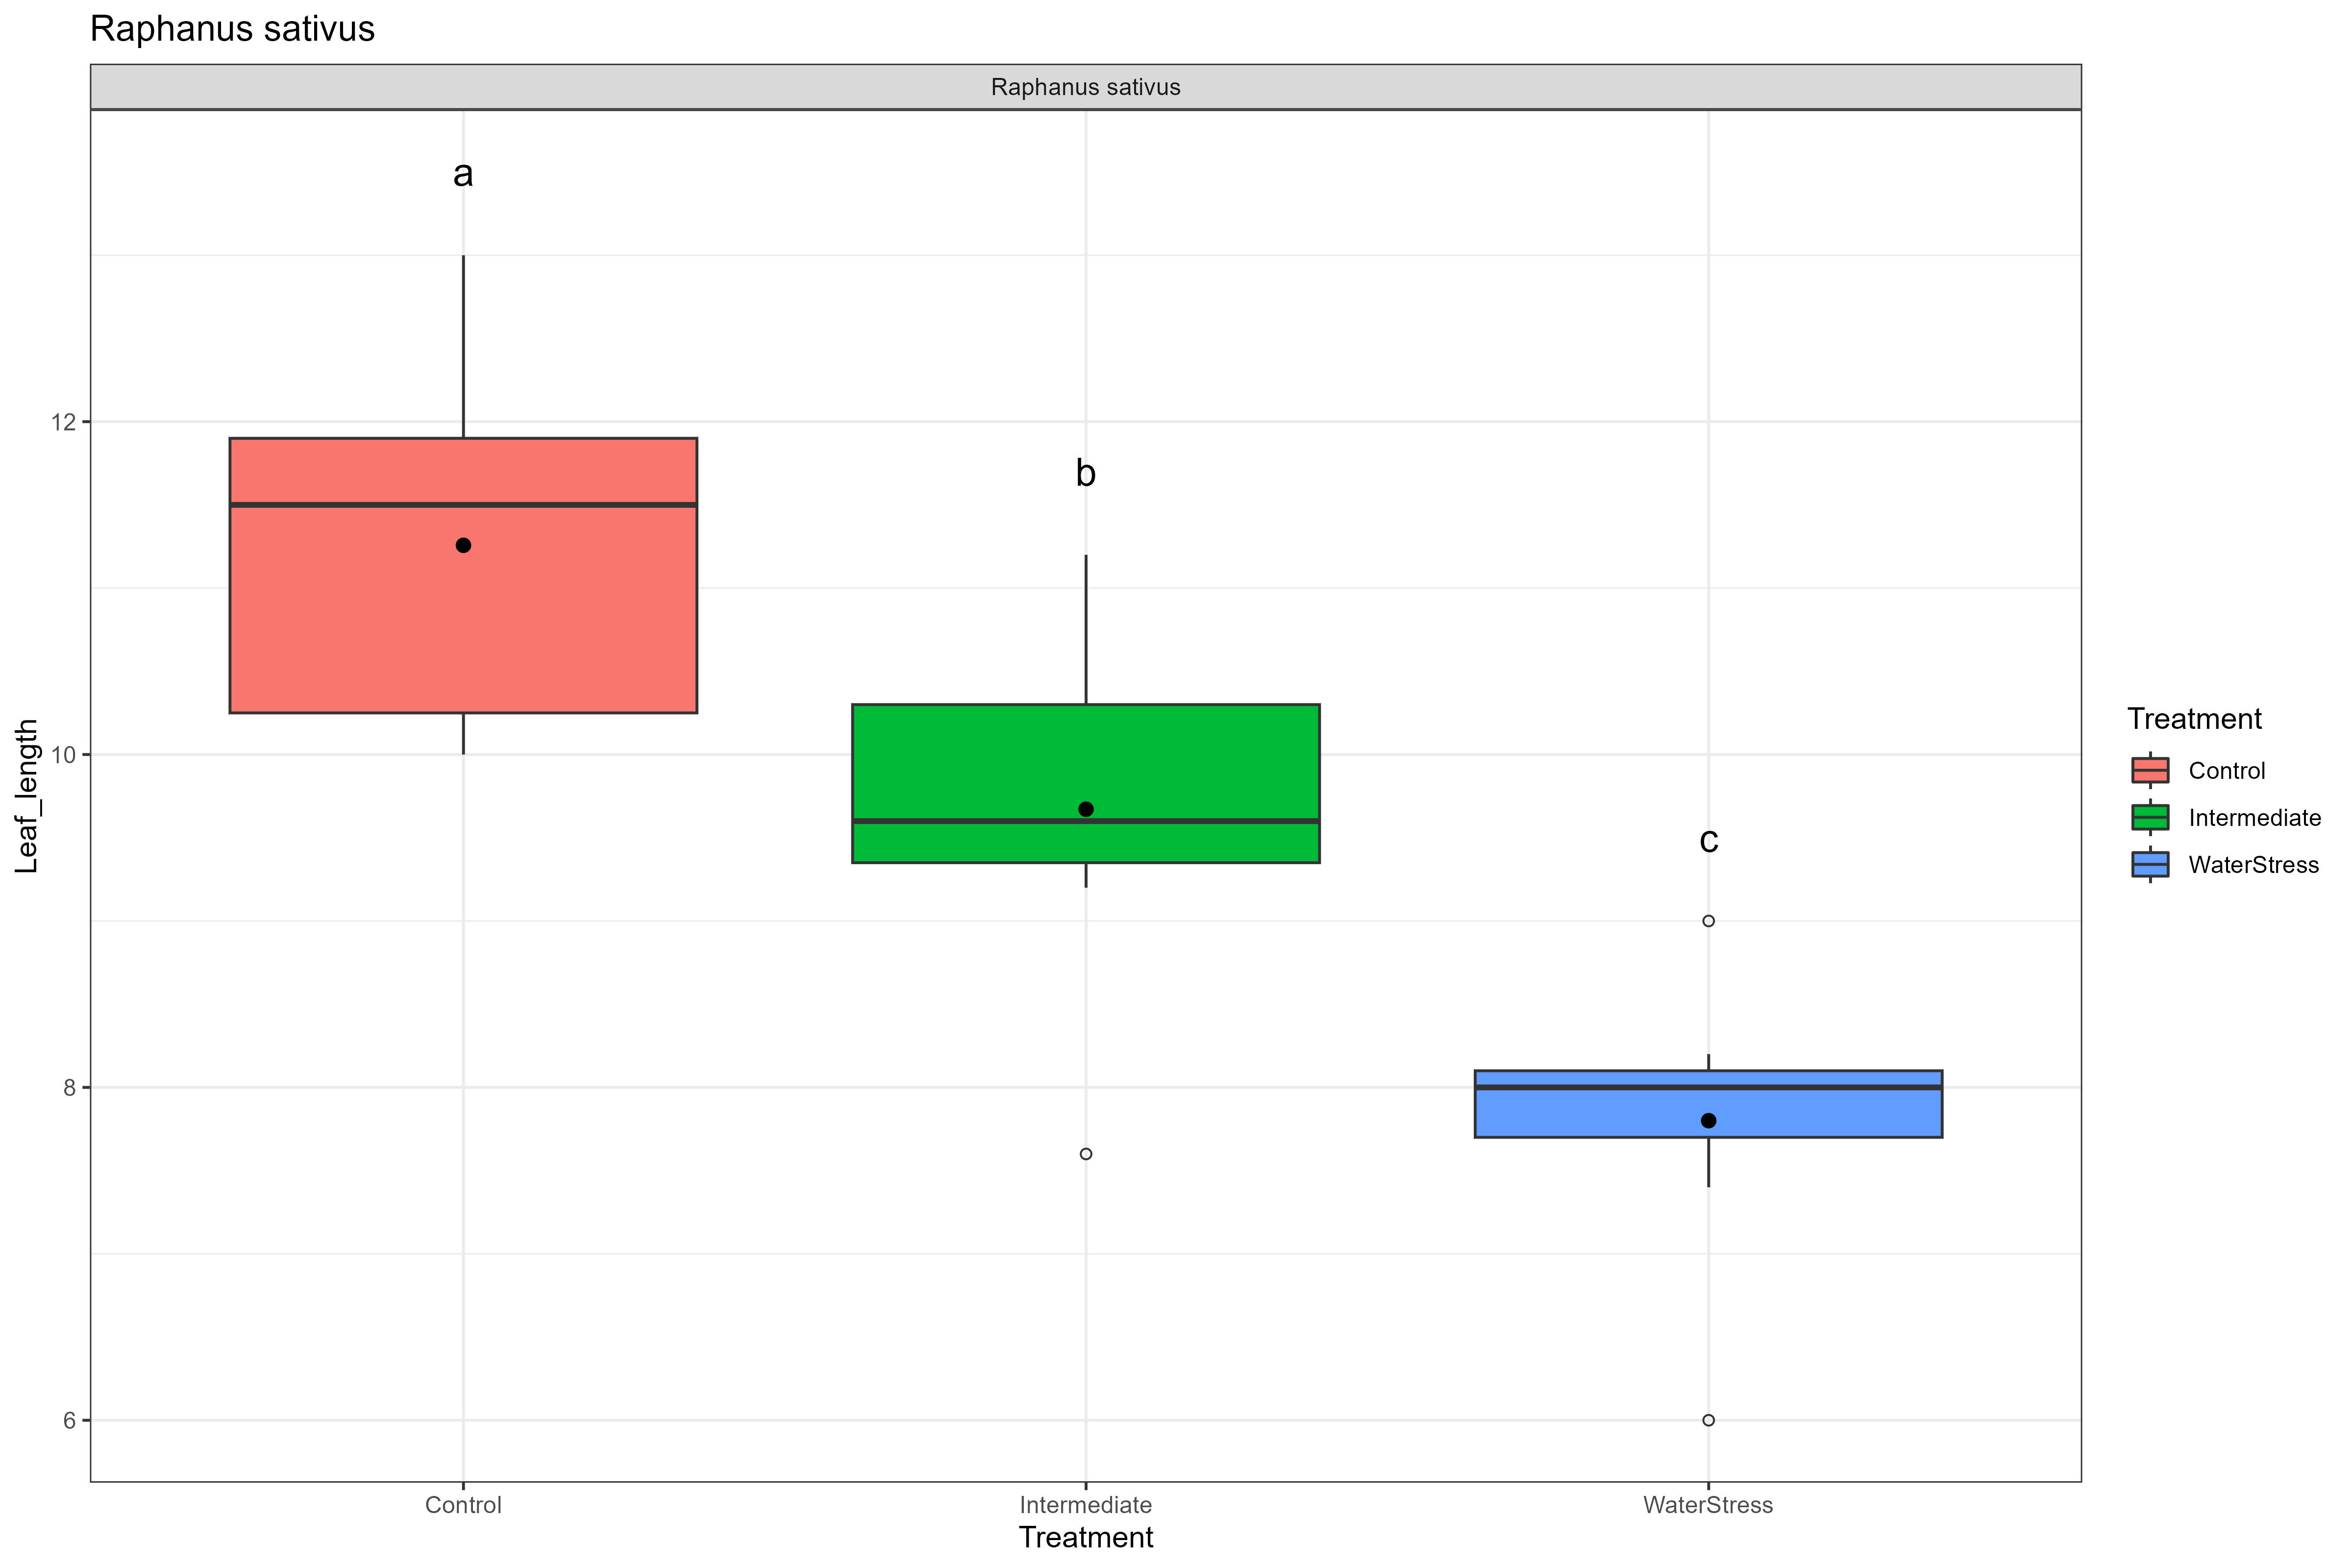 Raphanus sativus
Raphanus sativus
a
b
c
12
10
8
6
Leaf_length
Control
Intermediate
WaterStress
Treatment
Treatment
Control
Intermediate
WaterStress